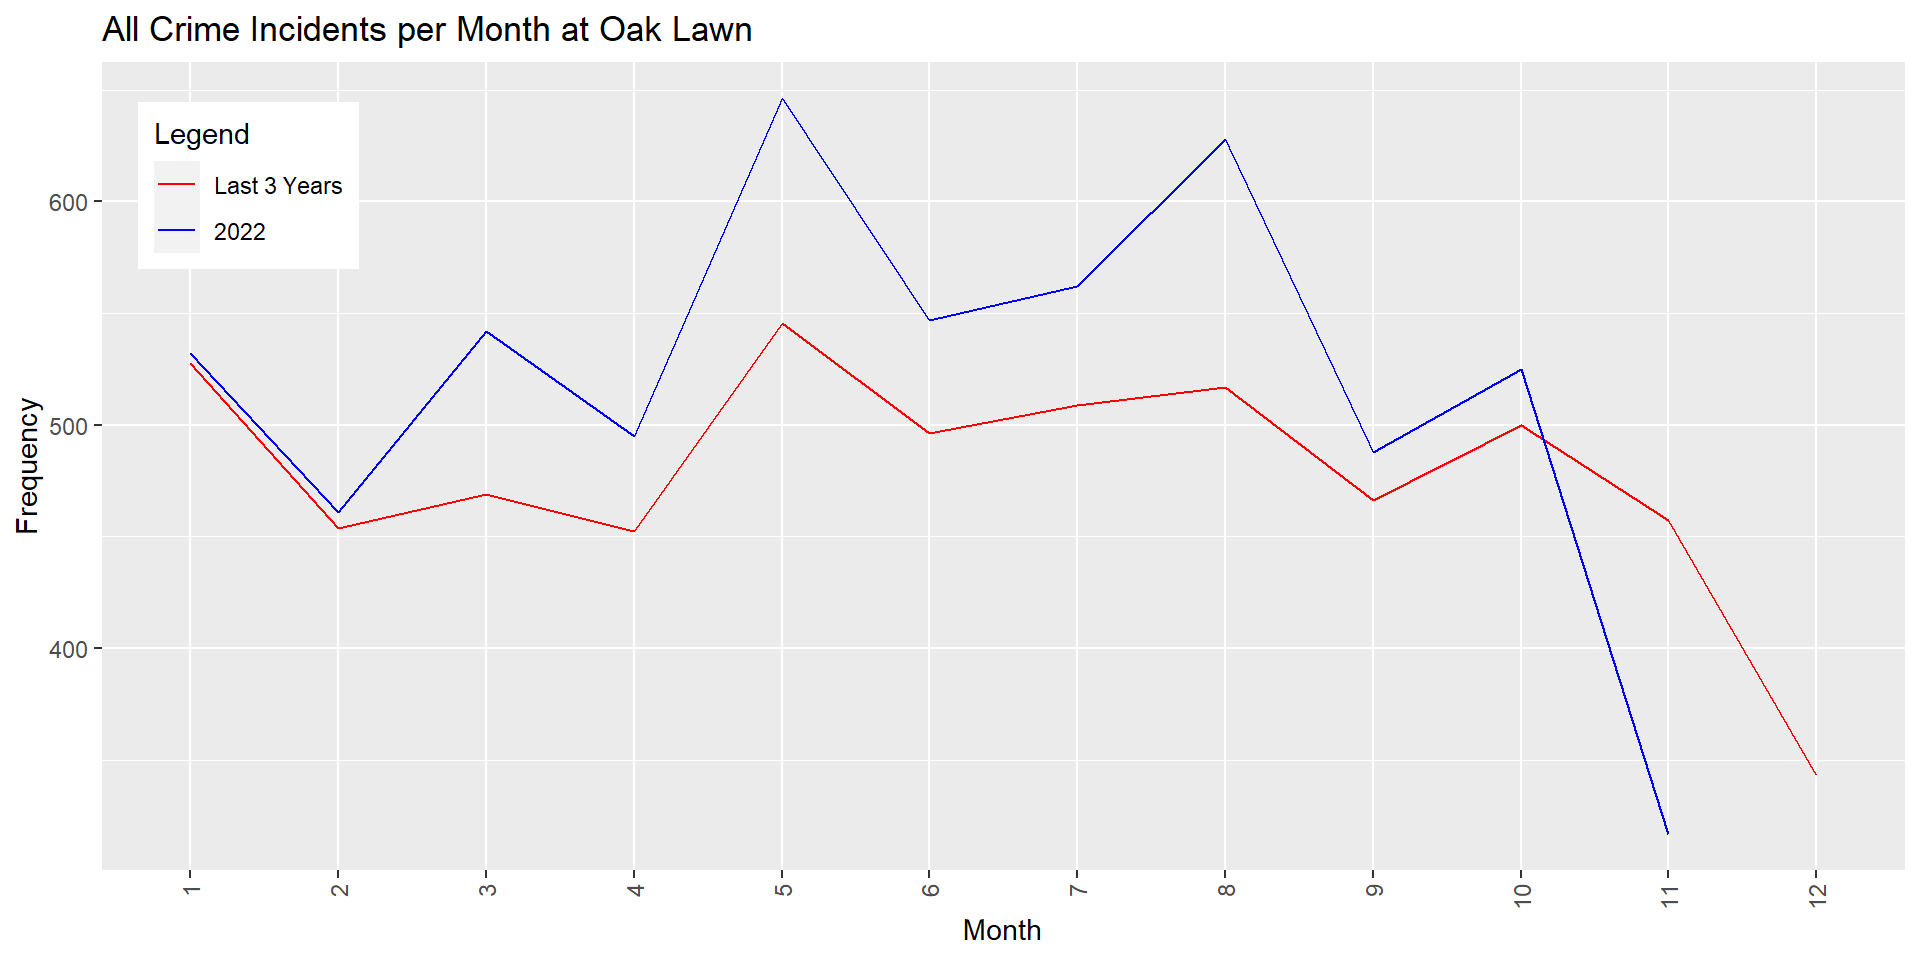 All Crime Incidents per Month at Oak Lawn
Legend
Last 3 Years
2022
600
500
400
Frequency
1 2 3 4 5 6 7 8 9 10 11 12
Month